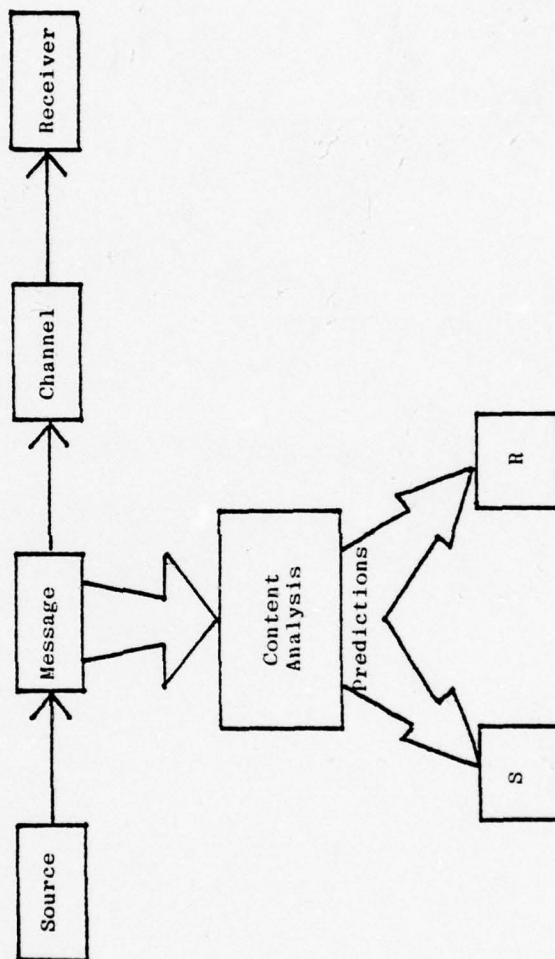 Source
Message
Channel
Receiver
Content
Analysis
Predictions
S
R